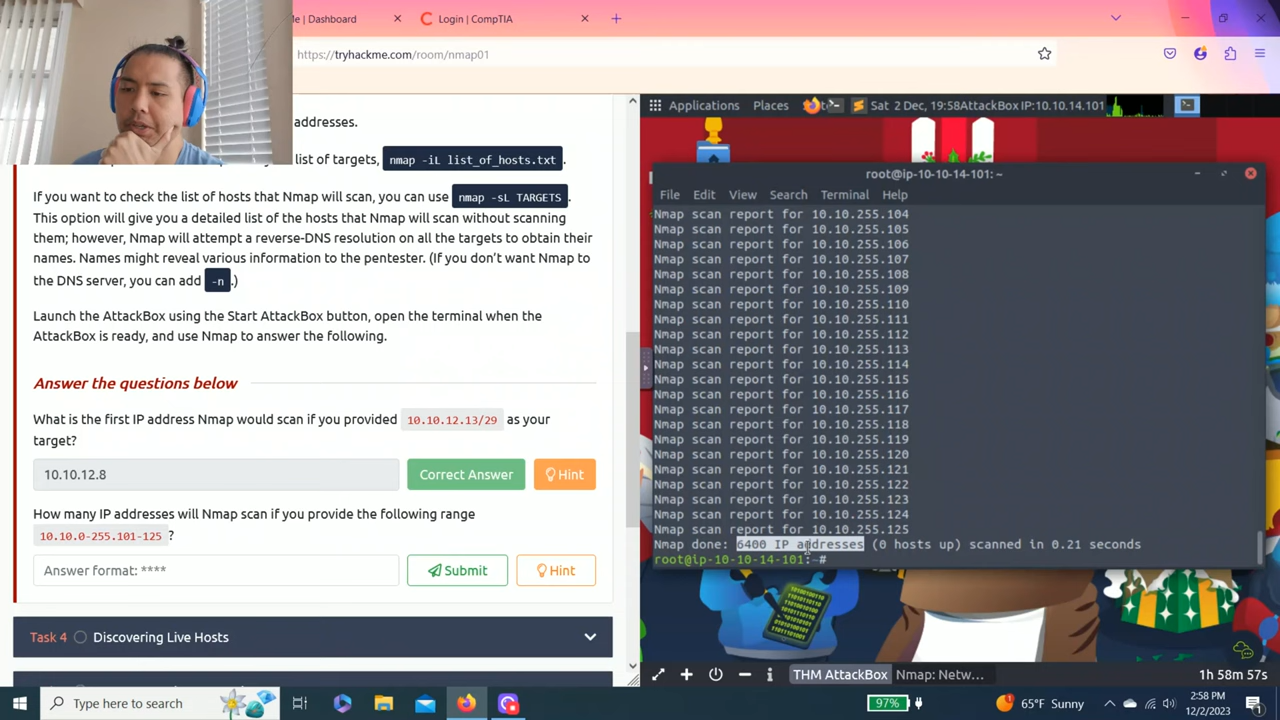 Me | Dashboard
Login | CompTIA
https://tryhackme.com/room/nmap01
addresses.
list of targets, nmap -iL list_of_hosts.txt .
If you want to check the list of hosts that Nmap will scan, you can use nmap -sL TARGETS .
This option will give you a detailed list of the hosts that Nmap will scan without scanning
them; however, Nmap will attempt a reverse-DNS resolution on all the targets to obtain their
names. Names might reveal various information to the pentester. (If you don't want Nmap to
the DNS server, you can add -n .)
Launch the AttackBox using the Start AttackBox button, open the terminal when the
AttackBox is ready, and use Nmap to answer the following.
Answer the questions below
What is the first IP address Nmap would scan if you provided 10.10.12.13/29 as your
target?
10.10.12.8
Correct Answer
Hint
How many IP addresses will Nmap scan if you provide the following range
10.10.0-255.101-125 ?
Answer format: ****
Submit
Hint
Task 4 Discovering Live Hosts
Applications Places Sat 2 Dec, 19:58 AttackBox IP:10.10.14.101
root@ip-10-10-14-101: ~
File Edit View Search Terminal Help
Nmap scan report for 10.10.255.104
Nmap scan report for 10.10.255.105
Nmap scan report for 10.10.255.106
Nmap scan report for 10.10.255.107
Nmap scan report for 10.10.255.108
Nmap scan report for 10.10.255.109
Nmap scan report for 10.10.255.110
Nmap scan report for 10.10.255.111
Nmap scan report for 10.10.255.112
Nmap scan report for 10.10.255.113
Nmap scan report for 10.10.255.114
Nmap scan report for 10.10.255.115
Nmap scan report for 10.10.255.116
Nmap scan report for 10.10.255.117
Nmap scan report for 10.10.255.118
Nmap scan report for 10.10.255.119
Nmap scan report for 10.10.255.120
Nmap scan report for 10.10.255.121
Nmap scan report for 10.10.255.122
Nmap scan report for 10.10.255.123
Nmap scan report for 10.10.255.124
Nmap scan report for 10.10.255.125
Nmap done: 6400 IP addresses (0 hosts up) scanned in 0.21 seconds
root@ip-10-10-14-101:~#
THM AttackBox
Nmap: Netw...
1h 58m 57s
Type here to search
97%
65°F Sunny
2:58 PM
12/2/2023